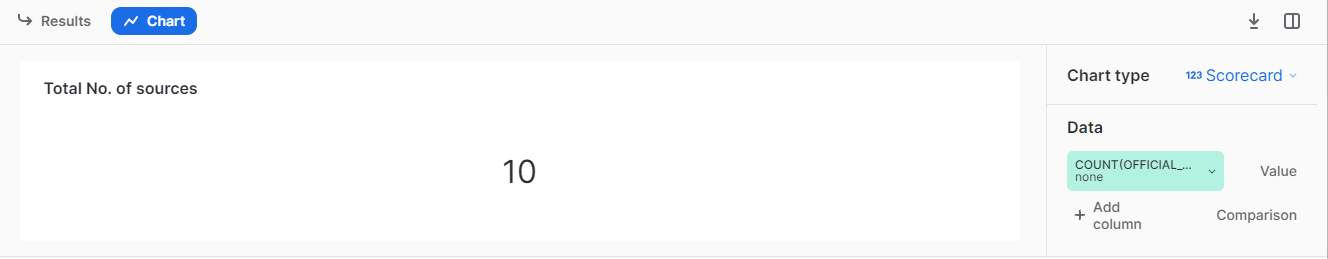 Results
Chart
Chart type
123 Scorecard
Total No. of sources
10
Data
COUNT(OFFICIAL_...
none
Value
+ Add
column
Comparison